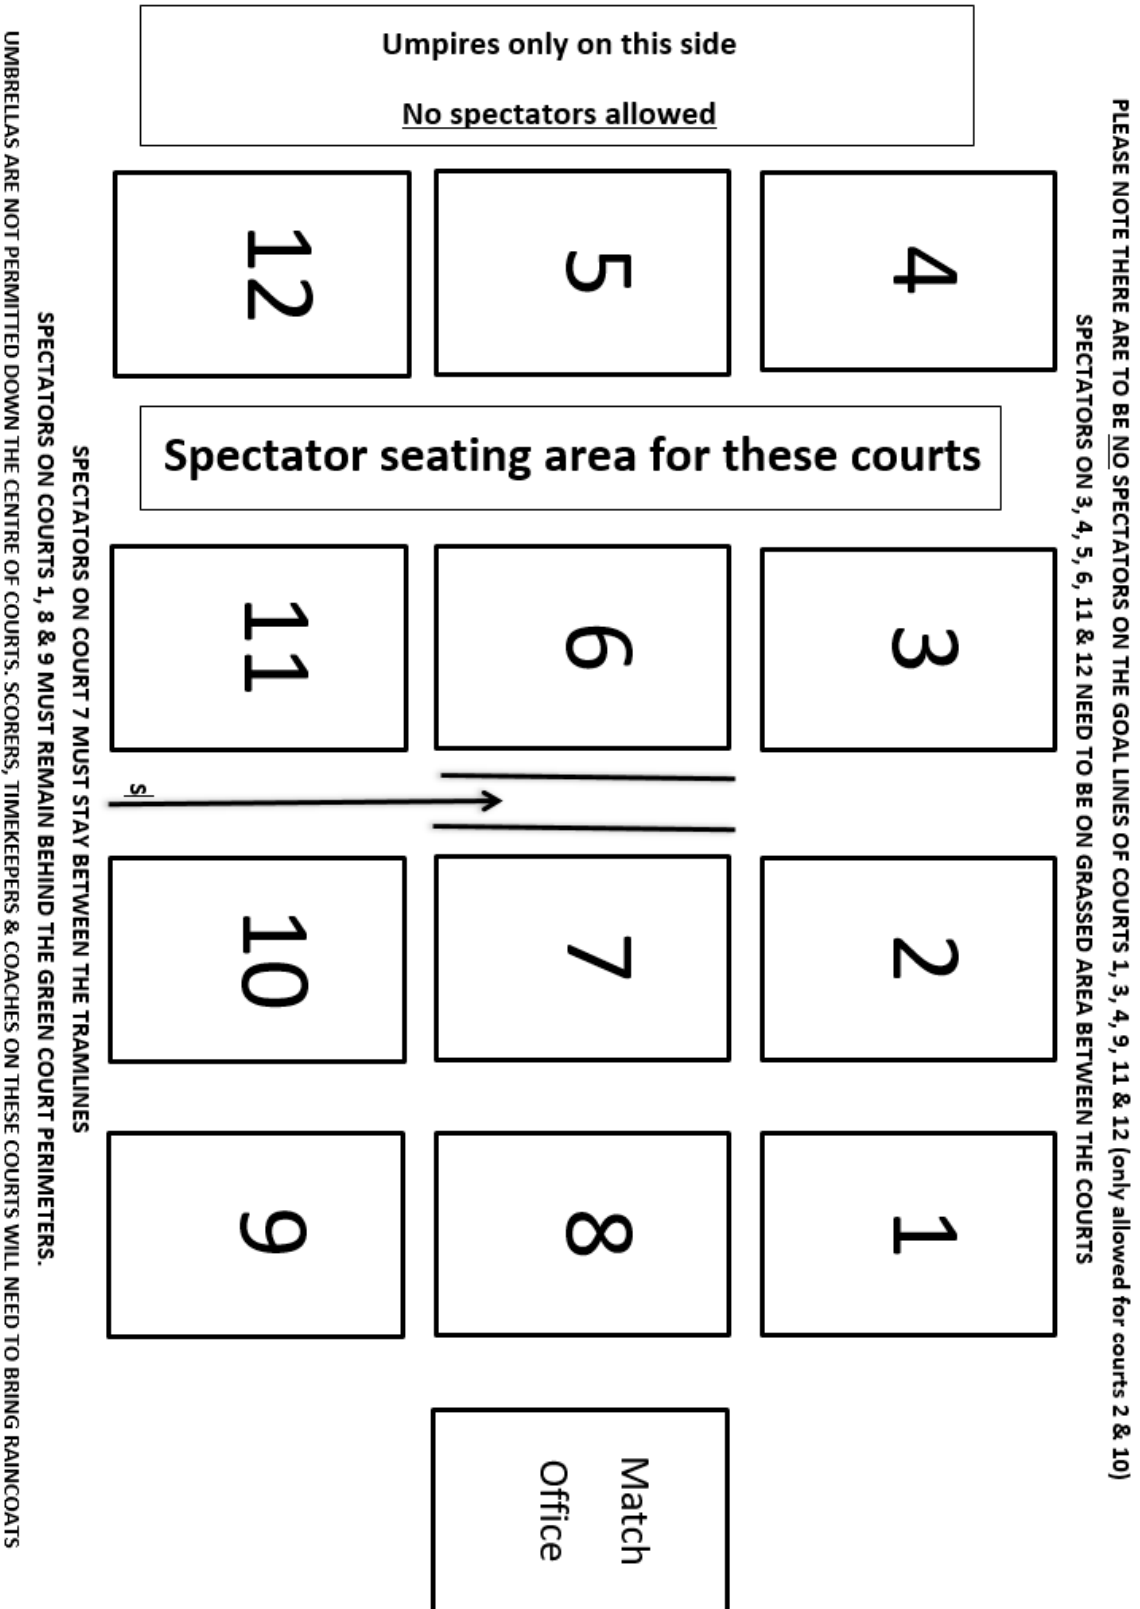 Umpires only on this side
No spectators allowed
PLEASE NOTE THERE ARE TO BE NO SPECTATORS ON THE GOAL LINES OF COURTS 1, 3, 4, 9, 11 & 12 (only allowed for courts 2 & 10)
SPECTATORS ON 3, 4, 5, 6, 11 & 12 NEED TO BE ON GRASSED AREA BETWEEN THE COURTS
12
5
4
Spectator seating area for these courts
11
6
3
s
10
7
2
9
8
1
Match
Office
SPECTATORS ON COURT 7 MUST STAY BETWEEN THE TRAMLINES
SPECTATORS ON COURTS 1, 8 & 9 MUST REMAIN BEHIND THE GREEN COURT PERIMETERS.
UMBRELLAS ARE NOT PERMITTED DOWN THE CENTRE OF COURTS. SCORERS, TIMEKEEPERS & COACHES ON THESE COURTS WILL NEED TO BRING RAINCOATS